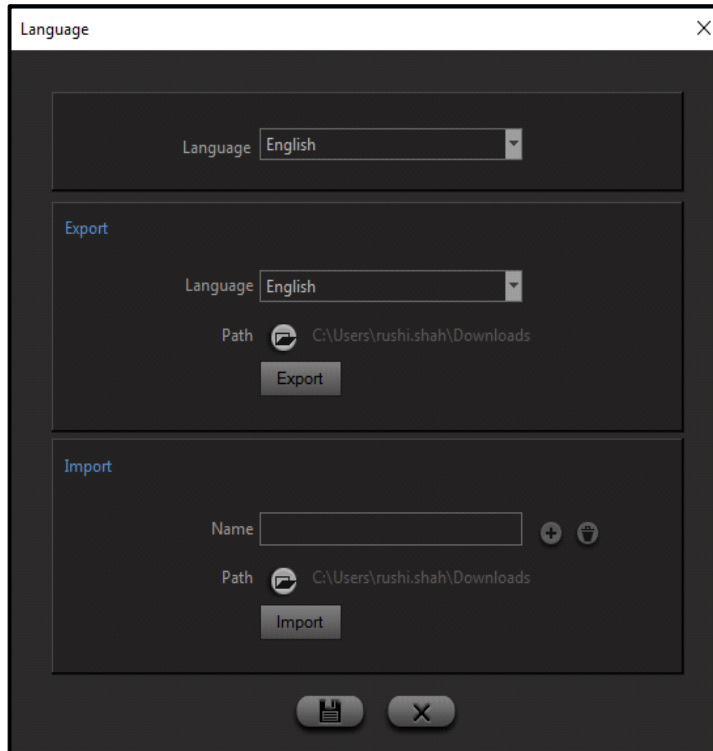 Language
Language English
Export
Language English
Path C:\Users\rushi.shah\Downloads
Export
Import
Name
Path C:\Users\rushi.shah\Downloads
Import